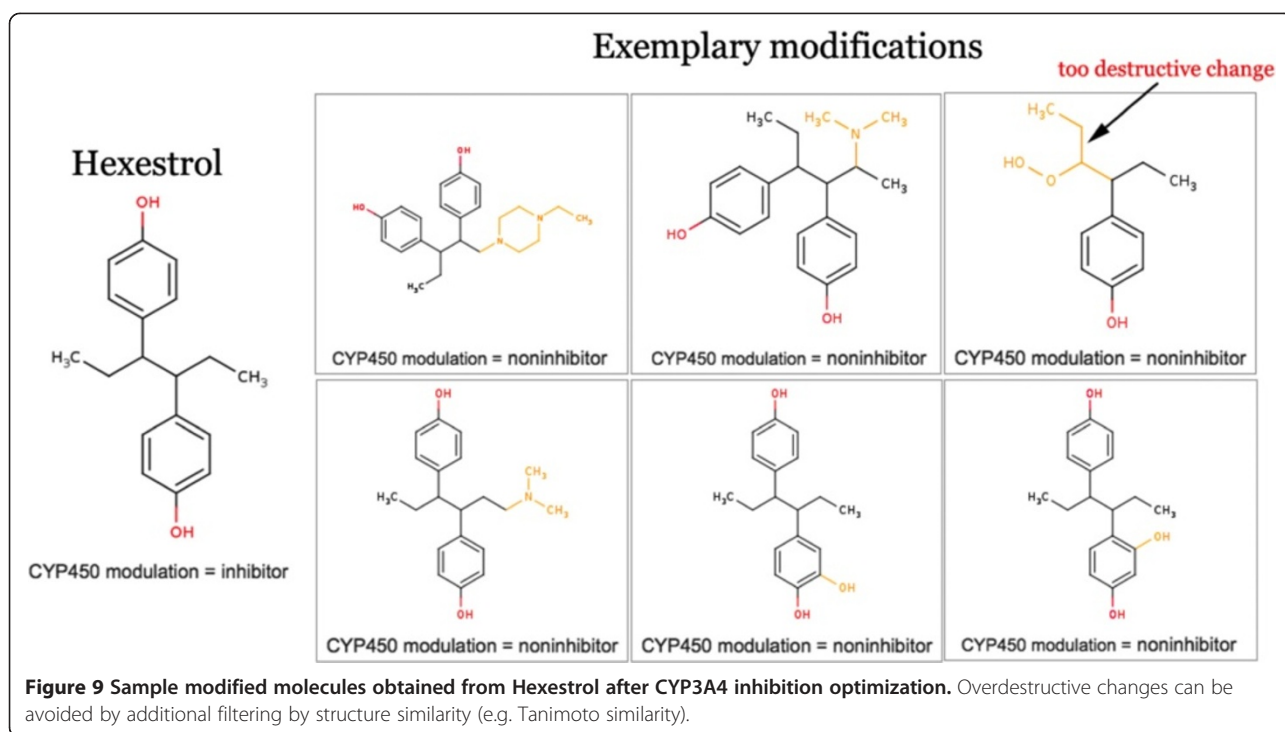 Exemplary modifications
too destructive change
Hexestrol
OH
H₃C
CH₃
OH
CYP450 modulation = inhibitor
OH
HO
N
N
CH₃
H₃C
CYP450 modulation = noninhibitor
H₃C
H₃C
CH₃
N
CH₃
HO
OH
CYP450 modulation = noninhibitor
H₃C
HO
O
CH₃
OH
CYP450 modulation = noninhibitor
OH
CH₃
H₃C
N
CH₃
OH
CYP450 modulation = noninhibitor
OH
H₃C
CH₃
OH
OH
CYP450 modulation = noninhibitor
OH
H₃C
CH₃
OH
OH
CYP450 modulation = noninhibitor
Figure 9 Sample modified molecules obtained from Hexestrol after CYP3A4 inhibition optimization. Overdestructive changes can be
avoided by additional filtering by structure similarity (e.g. Tanimoto similarity).